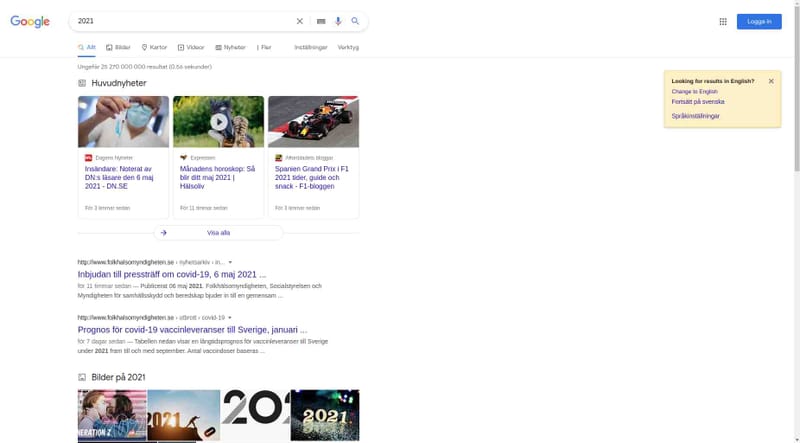 Google
2021
Logga in
Allt
Bilder
Kartor
Videor
Nyheter
Fler
Inställningar
Verktyg
Ungefär 25 270 000 000 resultat (0,66 sekunder)
Looking for results in English?
Change to English
Fortsätt på svenska
Språkinställningar
Huvudnyheter
Dagens Nyheter
Insändare: Noterat av
DN:s läsare den 6 maj
2021 - DN.SE
För 3 timmar sedan
Expressen
Månadens horoskop: Så
blir ditt maj 2021 |
Hälsoliv
För 11 timmar sedan
Aftonbladets bloggar
Spanien Grand Prix i F1
2021 tider, guide och
snack - F1-bloggen
För 3 timmar sedan
Visa alla
http://www.folkhalsomyndigheten.se › nyhetsarkiv › in...
Inbjudan till pressträff om covid-19, 6 maj 2021 ...
för 11 timmar sedan — Publicerat 06 maj 2021. Folkhälsomyndigheten, Socialstyrelsen och
Myndigheten för samhällsskydd och beredskap bjuder in till en gemensam ...
http://www.folkhalsomyndigheten.se › utbrott › covid-19
Prognos för covid-19 vaccinleveranser till Sverige, januari ...
för 7 dagar sedan — Tabellen nedan visar en långtidsprognos för vaccinleveranser till Sverige
under 2021 fram till och med september. Antal vaccindoser baseras ...
Bilder på 2021
2021
2021
NERATION Z